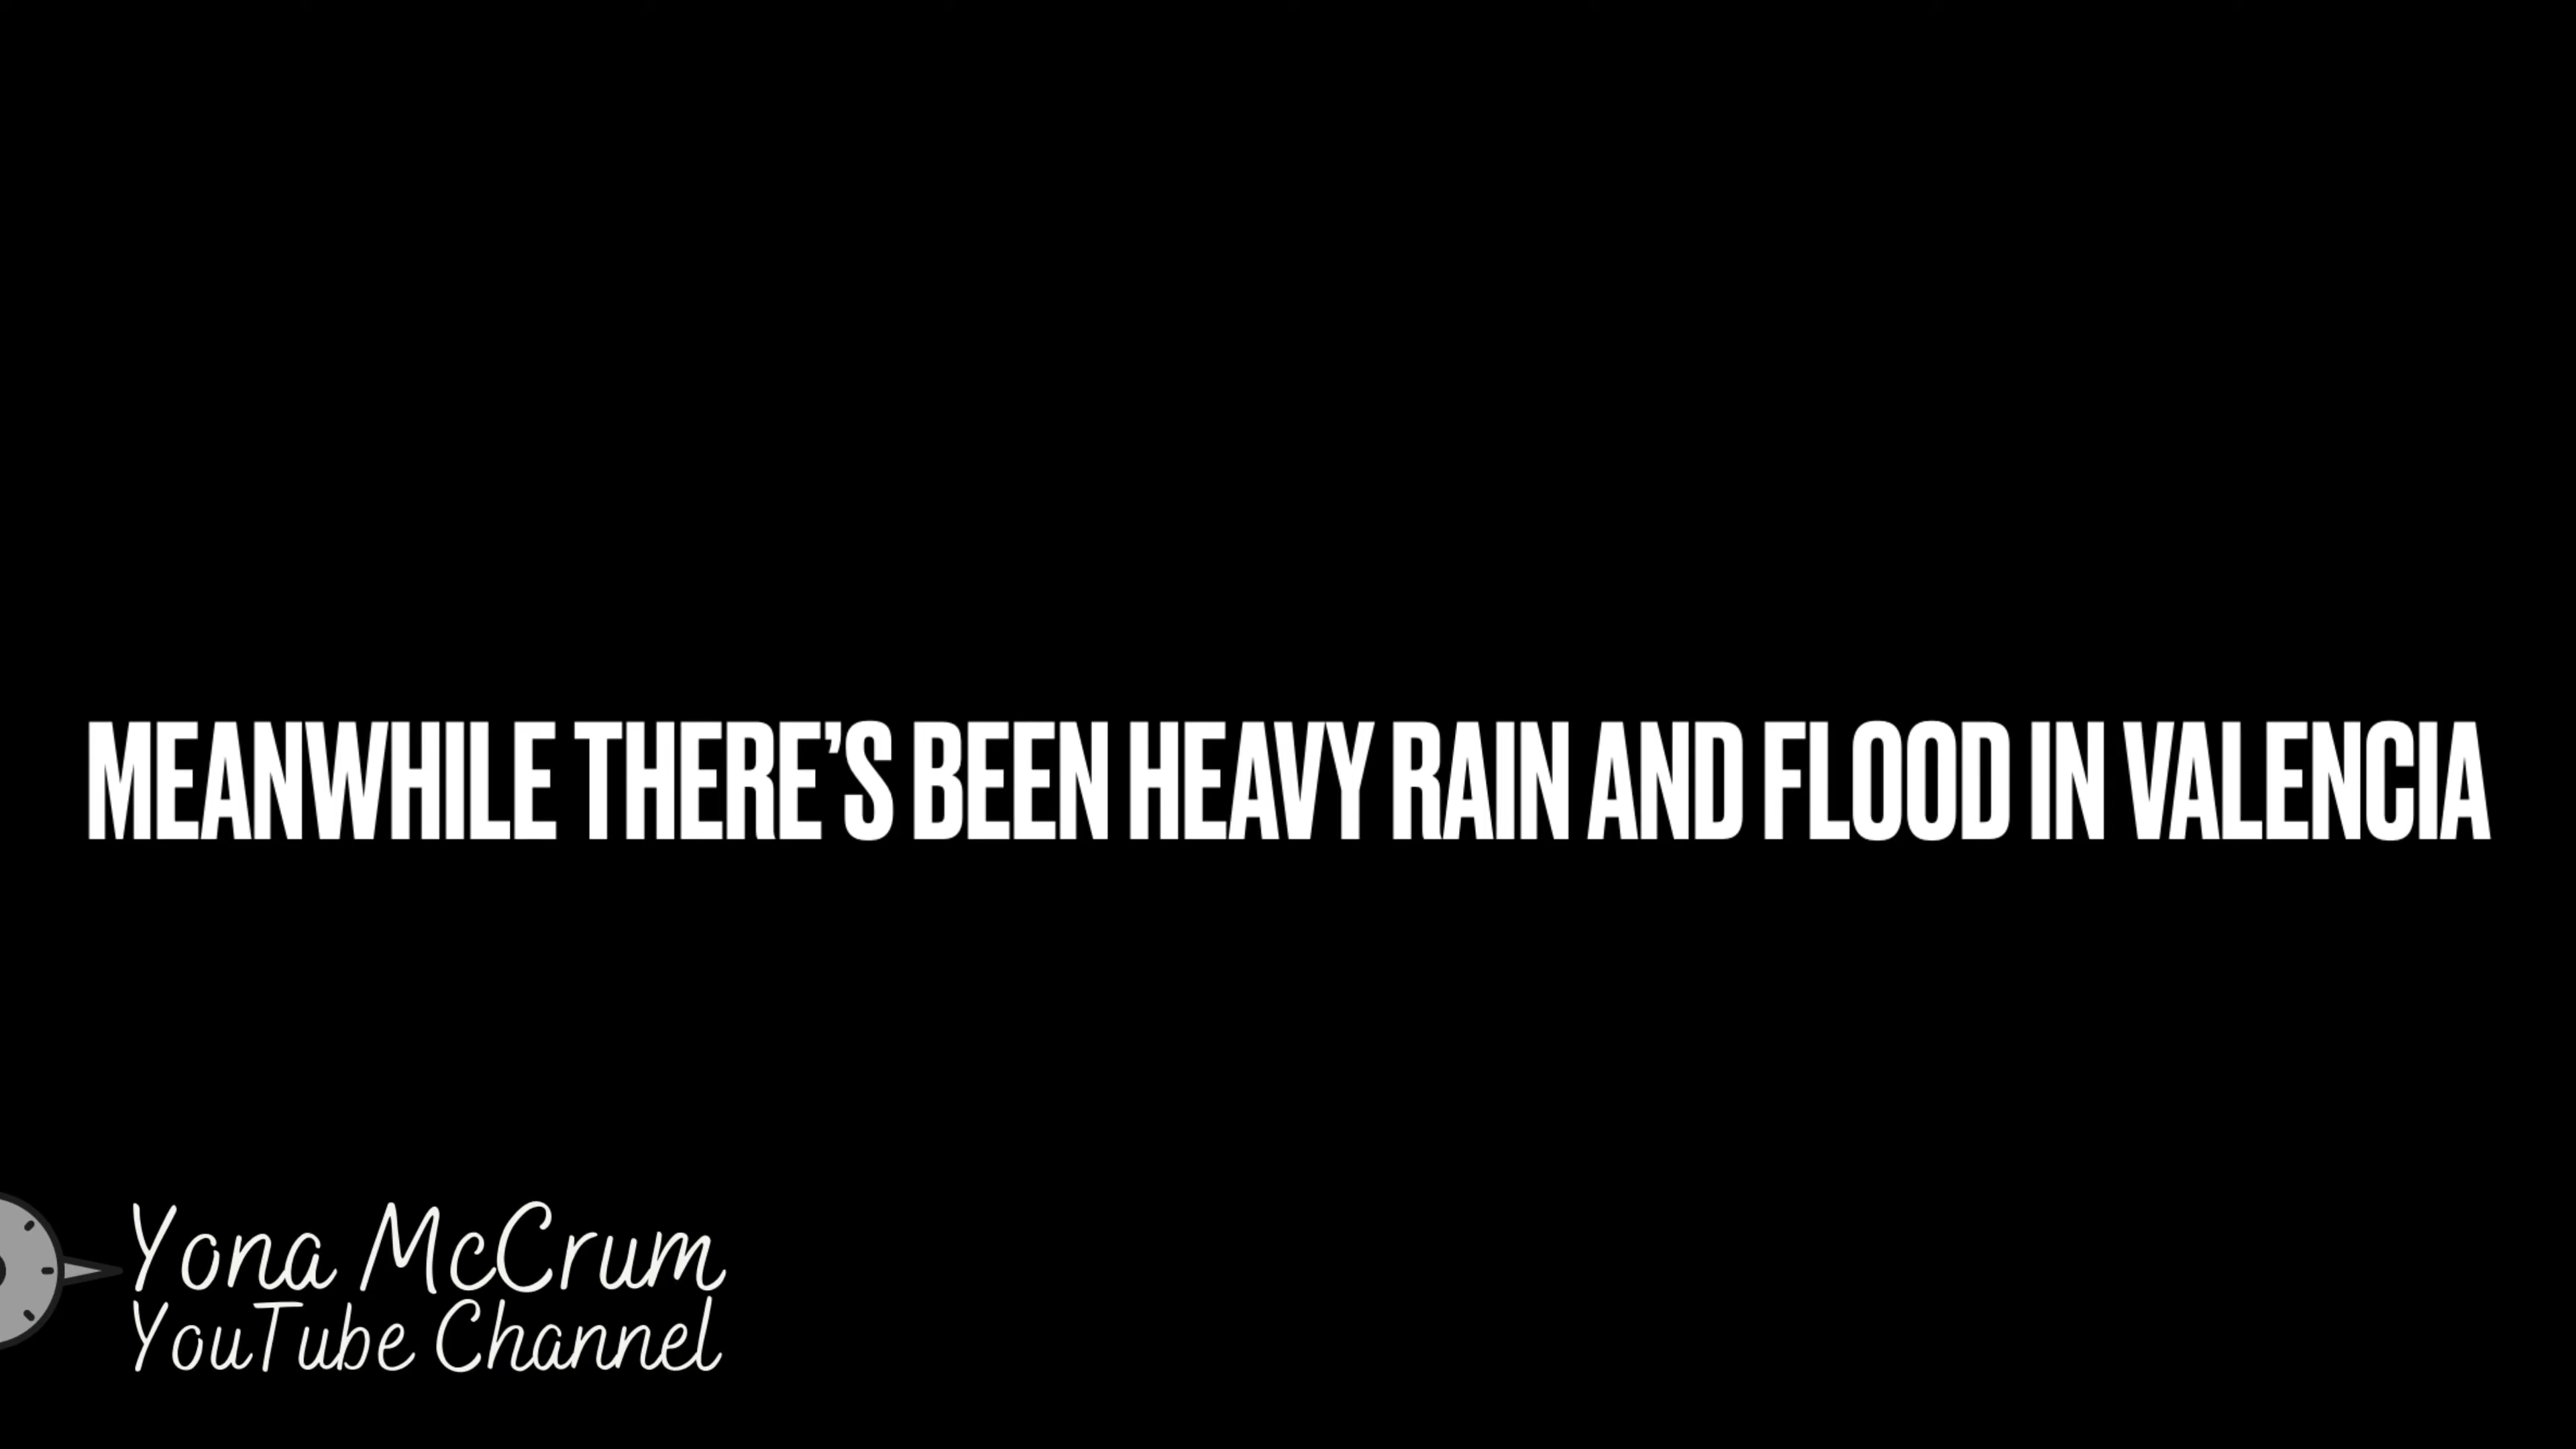 MEANWHILE THERE’S BEEN HEAVY RAIN AND FLOOD IN VALENCIA
Yona McCrum
YouTube Channel